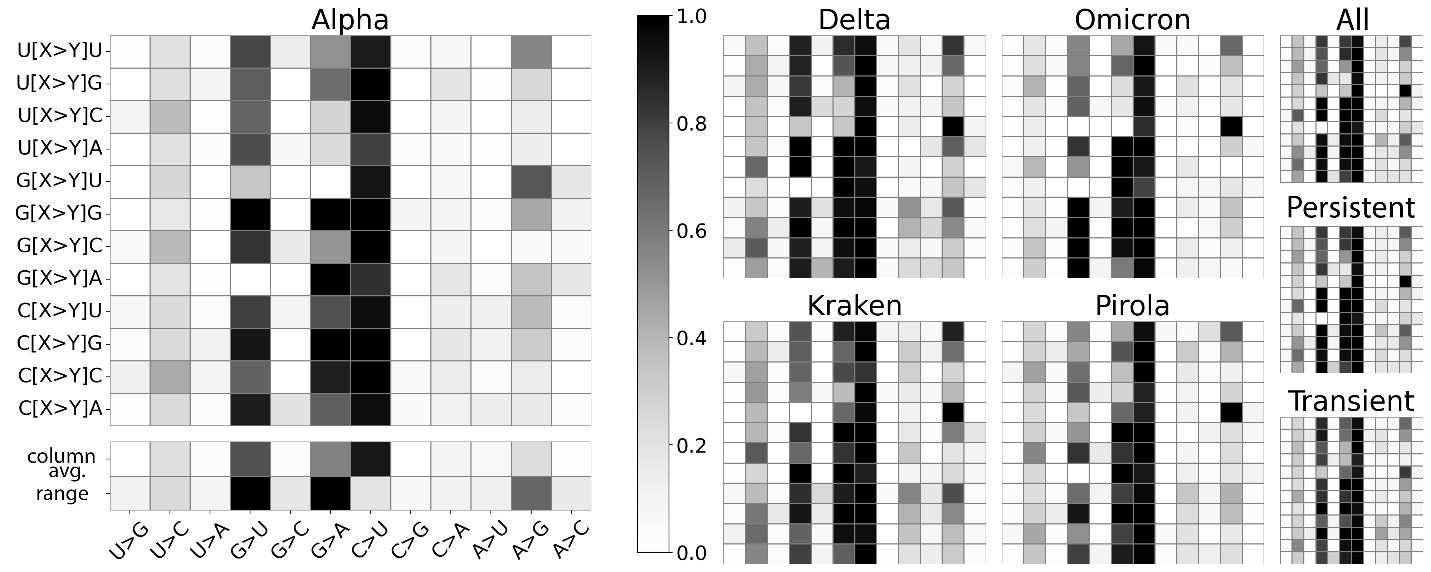 Alpha
U[X>Y]U
U[X>Y]G
U[X>Y]C
U[X>Y]A
G[X>Y]U
G[X>Y]G
G[X>Y]C
G[X>Y]A
C[X>Y]U
C[X>Y]G
C[X>Y]C
C[X>Y]A
column
avg.
range
U>G U>C U>A G>U G>C G>A C>U C>G C>A A>U A>G A>C
1.0
0.8
0.6
0.4
0.2
0.0
Delta
Omicron
Kraken
Pirola
All
Persistent
Transient